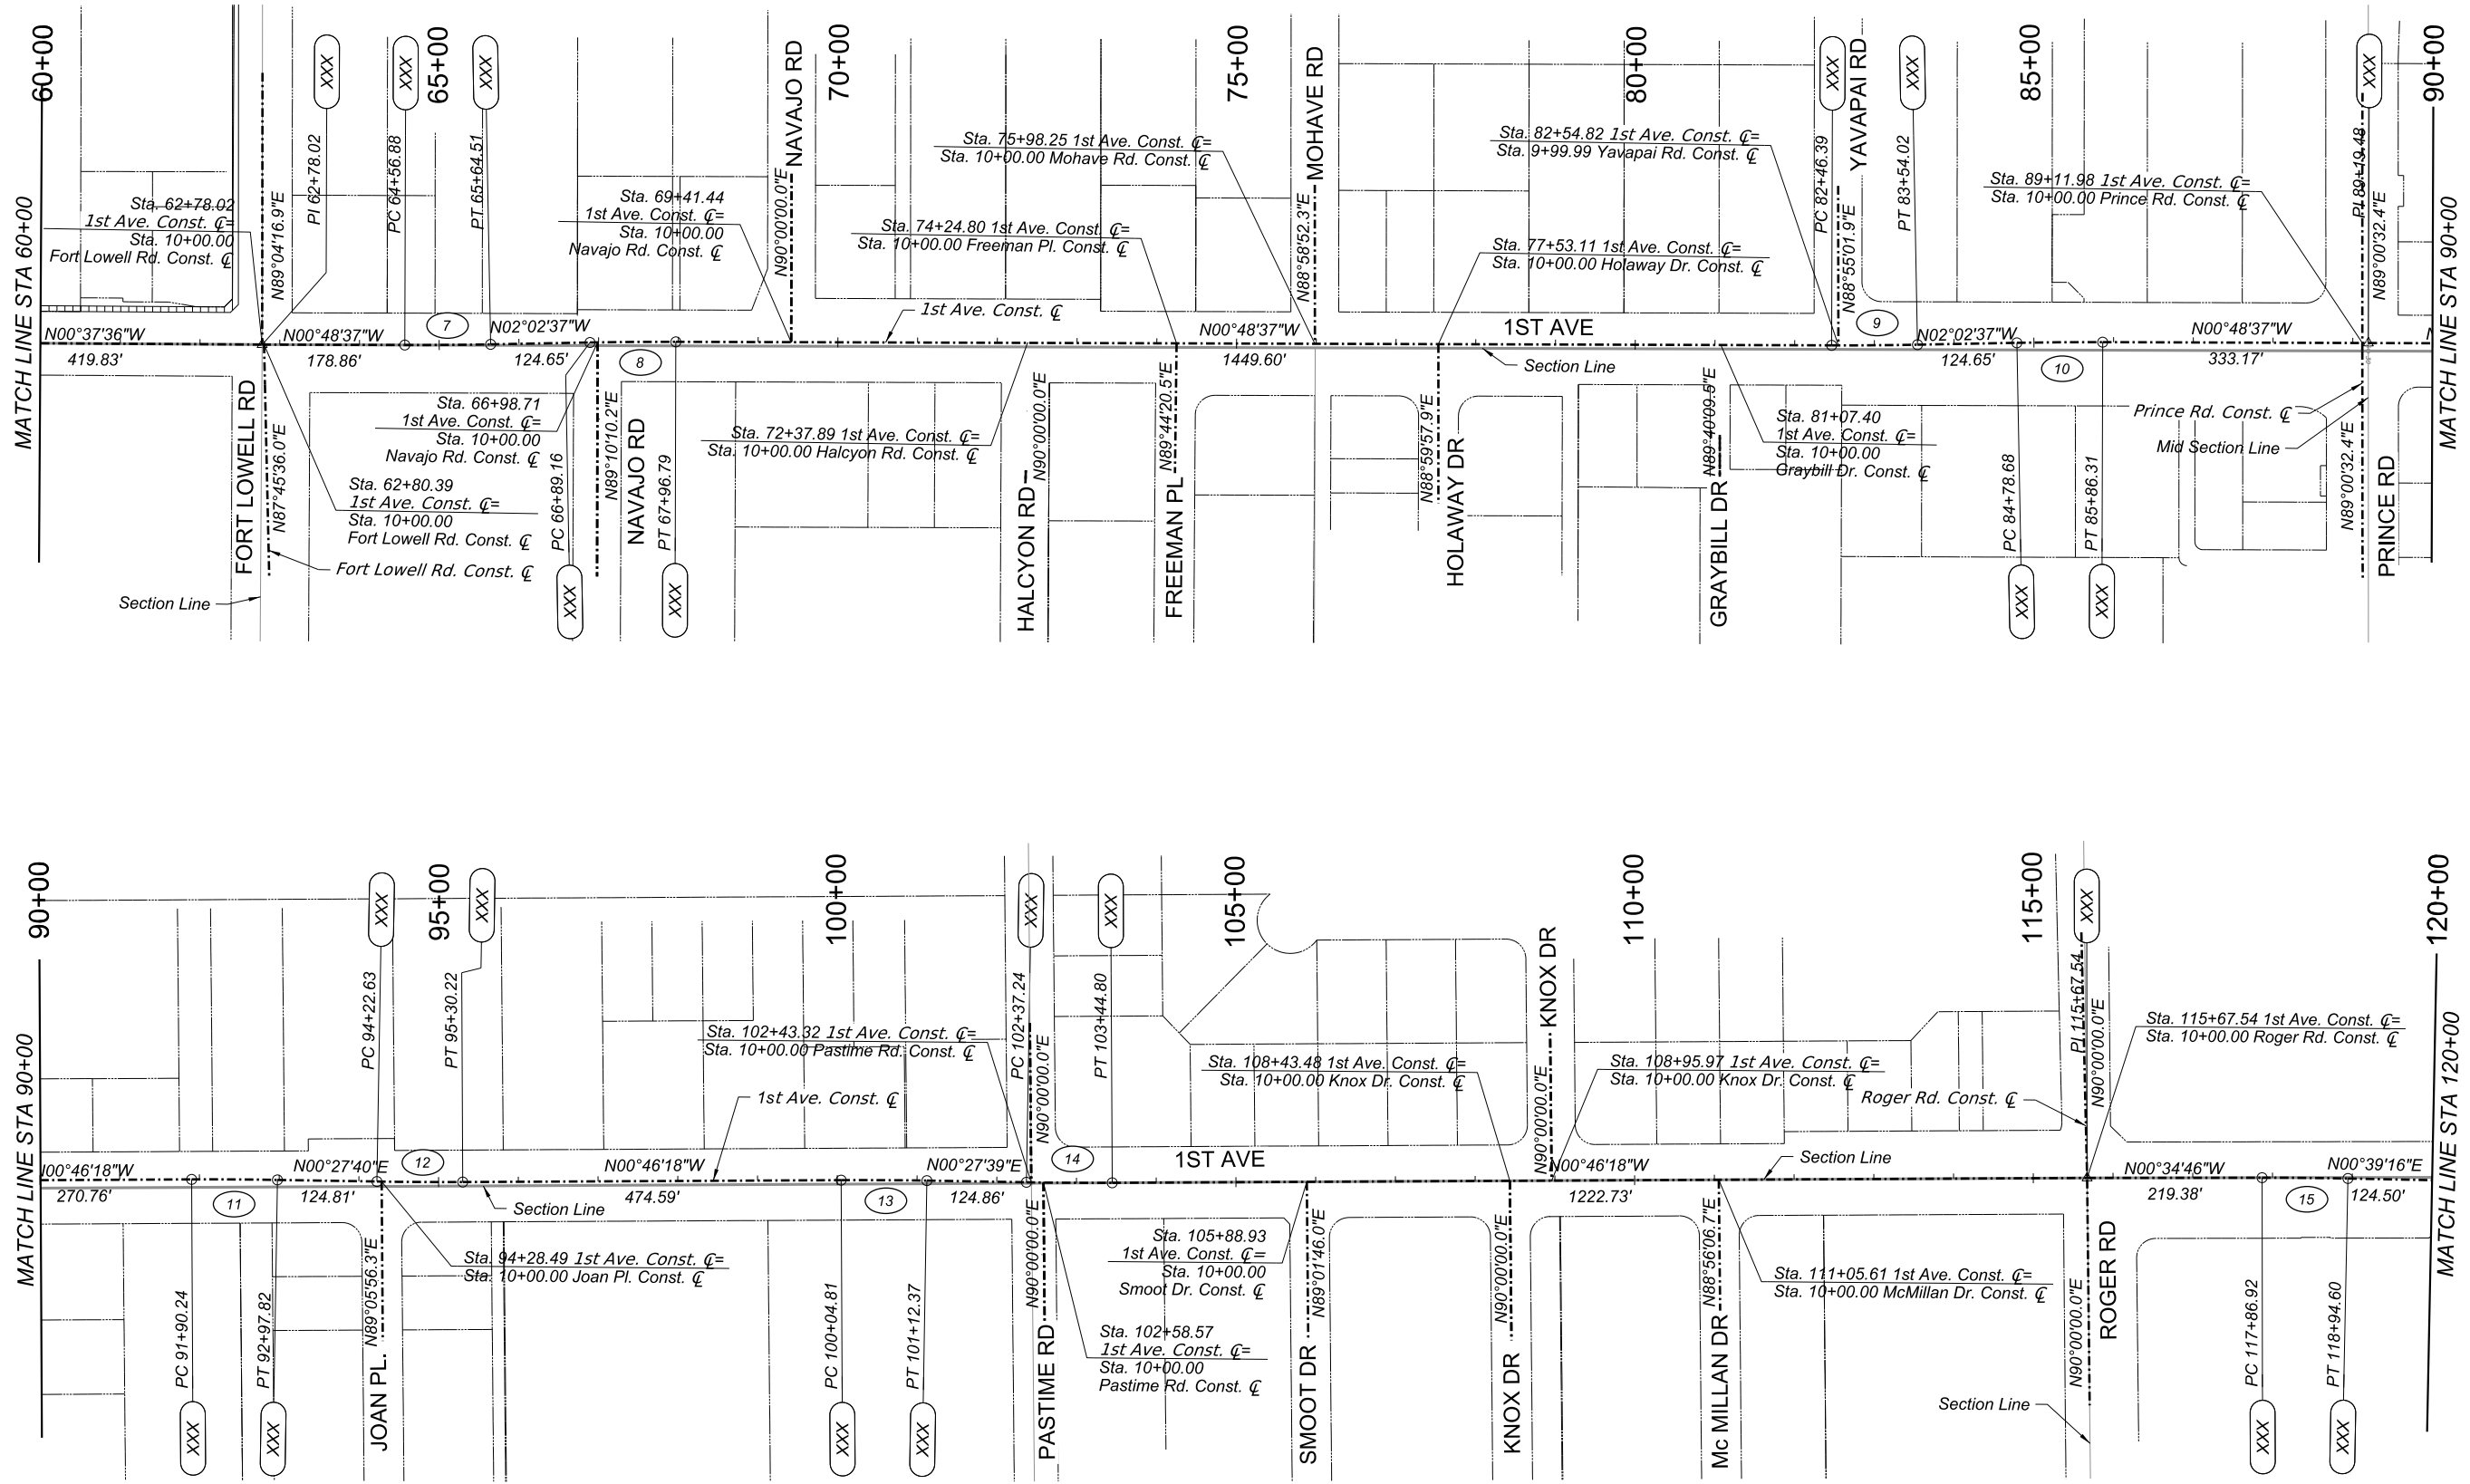 60+00
65+00
70+00
75+00
80+00
85+00
90+00
MATCH LINE STA 60+00
MATCH LINE STA 90+00
XXX
XXX
XXX
XXX
XXX
XXX
PI 62+78.02
PC 64+56.88
PT 65+64.51
PC 82+46.39
PT 83+54.02
PI 89+19.48
NAVAJO RD
MOHAVE RD
YAVAPAI RD
N89°04'16.9"E
N90°00'00.0"E
N88°58'52.3"E
N88°55'01.9"E
N89°00'32.4"E
Sta. 62+78.02
1st Ave. Const. ℄=
Sta. 10+00.00
Fort Lowell Rd. Const. ℄
Sta. 69+41.44
1st Ave. Const. ℄=
Sta. 10+00.00
Navajo Rd. Const. ℄
Sta. 75+98.25 1st Ave. Const. ℄=
Sta. 10+00.00 Mohave Rd. Const. ℄
Sta. 74+24.80 1st Ave. Const. ℄=
Sta. 10+00.00 Freeman Pl. Const. ℄
Sta. 82+54.82 1st Ave. Const. ℄=
Sta. 9+99.99 Yavapai Rd. Const. ℄
Sta. 77+53.11 1st Ave. Const. ℄=
Sta. 10+00.00 Holaway Dr. Const. ℄
Sta. 89+11.98 1st Ave. Const. ℄=
Sta. 10+00.00 Prince Rd. Const. ℄
1st Ave. Const. ℄
1ST AVE
N00°37'36"W
N00°48'37"W
7
N02°02'37"W
N00°48'37"W
9
N02°02'37"W
N00°48'37"W
N
419.83'
178.86'
124.65'
8
1449.60'
Section Line
124.65'
10
333.17'
FORT LOWELL RD
N87°45'36.0"E
Sta. 66+98.71
1st Ave. Const. ℄=
Sta. 10+00.00
Navajo Rd. Const. ℄
Sta. 62+80.39
1st Ave. Const. ℄=
Sta. 10+00.00
Fort Lowell Rd. Const. ℄
Fort Lowell Rd. Const. ℄
Section Line
PC 66+89.16
N89°10'10.2"E
NAVAJO RD
PT 67+96.79
Sta. 72+37.89 1st Ave. Const. ℄=
Sta. 10+00.00 Halcyon Rd. Const. ℄
HALCYON RD
N90°00'00.0"E
FREEMAN PL
N89°44'20.5"E
N88°59'57.9"E
HOLAWAY DR
GRAYBILL DR
N89°40'09.5"E
Sta. 81+07.40
1st Ave. Const. ℄=
Sta. 10+00.00
Graybill Dr. Const. ℄
PC 84+78.68
PT 85+86.31
Prince Rd. Const. ℄
Mid Section Line
N89°00'32.4"E
PRINCE RD
XXX
XXX
XXX
XXX
90+00
95+00
100+00
105+00
110+00
115+00
120+00
MATCH LINE STA 90+00
MATCH LINE STA 120+00
XXX
XXX
XXX
XXX
XXX
PC 94+22.63
PT 95+30.22
PC 102+37.24
PT 103+44.80
PI 115+67.54
N90°00'00.0"E
N90°00'00.0"E
KNOX DR
N90°00'00.0"E
Sta. 102+43.32 1st Ave. Const. ℄=
Sta. 10+00.00 Pastime Rd. Const. ℄
Sta. 108+43.48 1st Ave. Const. ℄=
Sta. 10+00.00 Knox Dr. Const. ℄
Sta. 108+95.97 1st Ave. Const. ℄=
Sta. 10+00.00 Knox Dr. Const. ℄
Sta. 115+67.54 1st Ave. Const. ℄=
Sta. 10+00.00 Roger Rd. Const. ℄
1st Ave. Const. ℄
Roger Rd. Const. ℄
Section Line
1ST AVE
N00°46'18"W
N00°27'40"E
12
N00°46'18"W
N00°27'39"E
14
N00°46'18"W
N00°34'46"W
N00°39'16"E
270.76'
11
124.81'
Section Line
474.59'
13
124.86'
1222.73'
219.38'
15
124.50'
Sta. 94+28.49 1st Ave. Const. ℄=
Sta. 10+00.00 Joan Pl. Const. ℄
Sta. 105+88.93
1st Ave. Const. ℄=
Sta. 10+00.00
Smoot Dr. Const. ℄
Sta. 102+58.57
1st Ave. Const. ℄=
Sta. 10+00.00
Pastime Rd. Const. ℄
Sta. 111+05.61 1st Ave. Const. ℄=
Sta. 10+00.00 McMillan Dr. Const. ℄
Section Line
PC 91+90.24
PT 92+97.82
JOAN PL.
N89°05'56.3"E
PC 100+04.81
PT 101+12.37
N90°00'00.0"E
PASTIME RD
SMOOT DR
N89°01'46.0"E
N90°00'00.0"E
KNOX DR
N88°56'06.7"E
Mc MILLAN DR
N90°00'00.0"E
ROGER RD
PC 117+86.92
PT 118+94.60
XXX
XXX
XXX
XXX
XXX
XXX